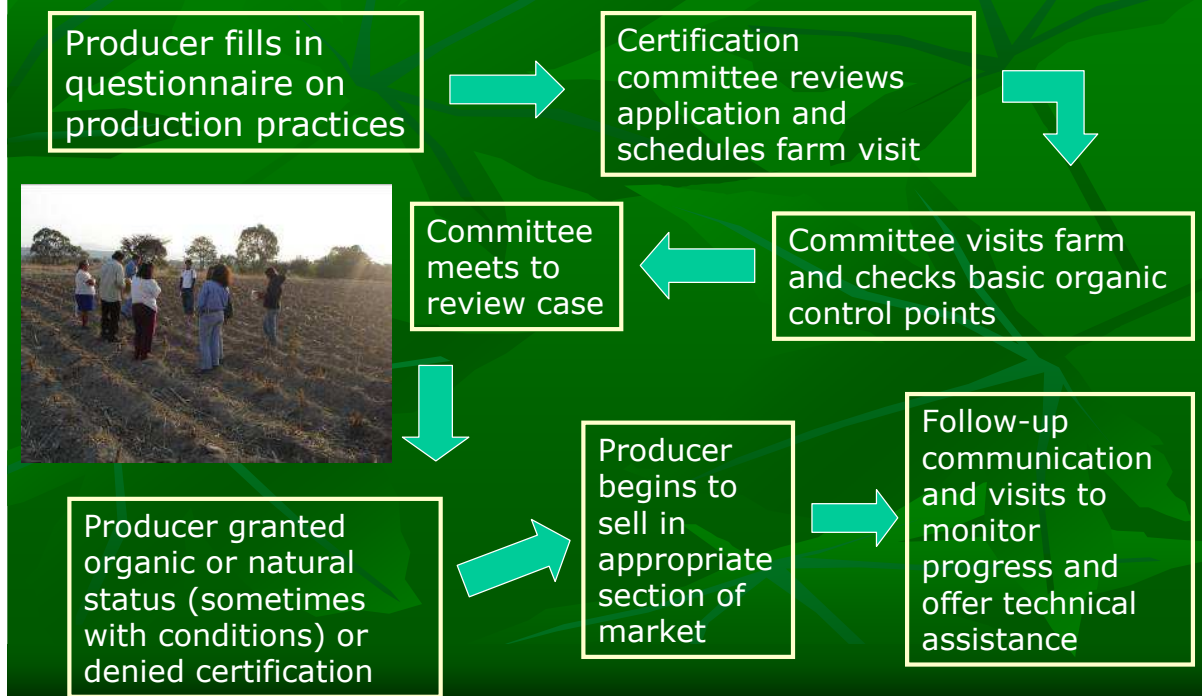 Producer fills in
questionnaire on
production practices
Certification
committee reviews
application and
schedules farm visit
Committee visits farm
and checks basic organic
control points
Committee
meets to
review case
Producer granted
organic or natural
status (sometimes
with conditions) or
denied certification
Producer
begins to
sell in
appropriate
section of
market
Follow-up
communication
and visits to
monitor
progress and
offer technical
assistance